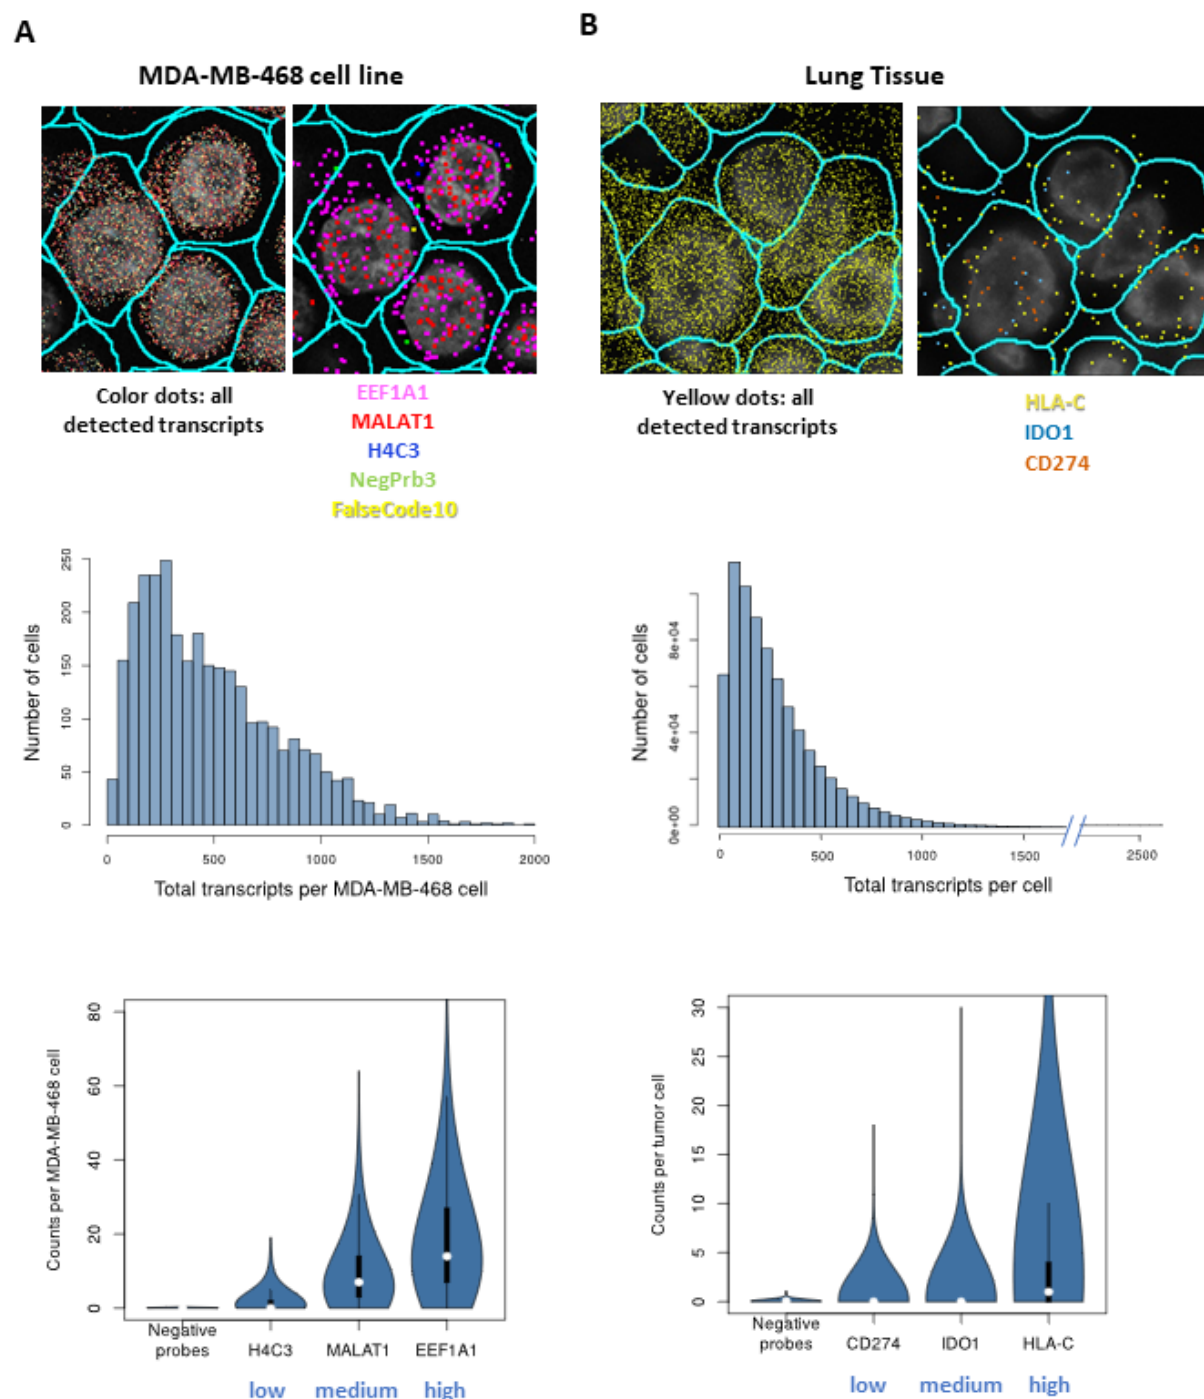 A
B
MDA-MB-468 cell line
Lung Tissue
Color dots: all
detected transcripts
EEF1A1
MALAT1
H4C3
NegPrb3
FalseCode10
Yellow dots: all
detected transcripts
HLA-C
IDO1
CD274
Number of cells
0
50
100
150
200
250
0
500
1000
1500
2000
Total transcripts per MDA-MB-468 cell
Number of cells
0e+00
4e+04
8e+04
0
500
1000
1500
2500
Total transcripts per cell
Counts per MDA-MB-468 cell
0
20
40
60
80
Negative
probes
H4C3
MALAT1
EEF1A1
low
medium
high
Counts per tumor cell
0
5
10
15
20
25
30
Negative
probes
CD274
IDO1
HLA-C
low
medium
high